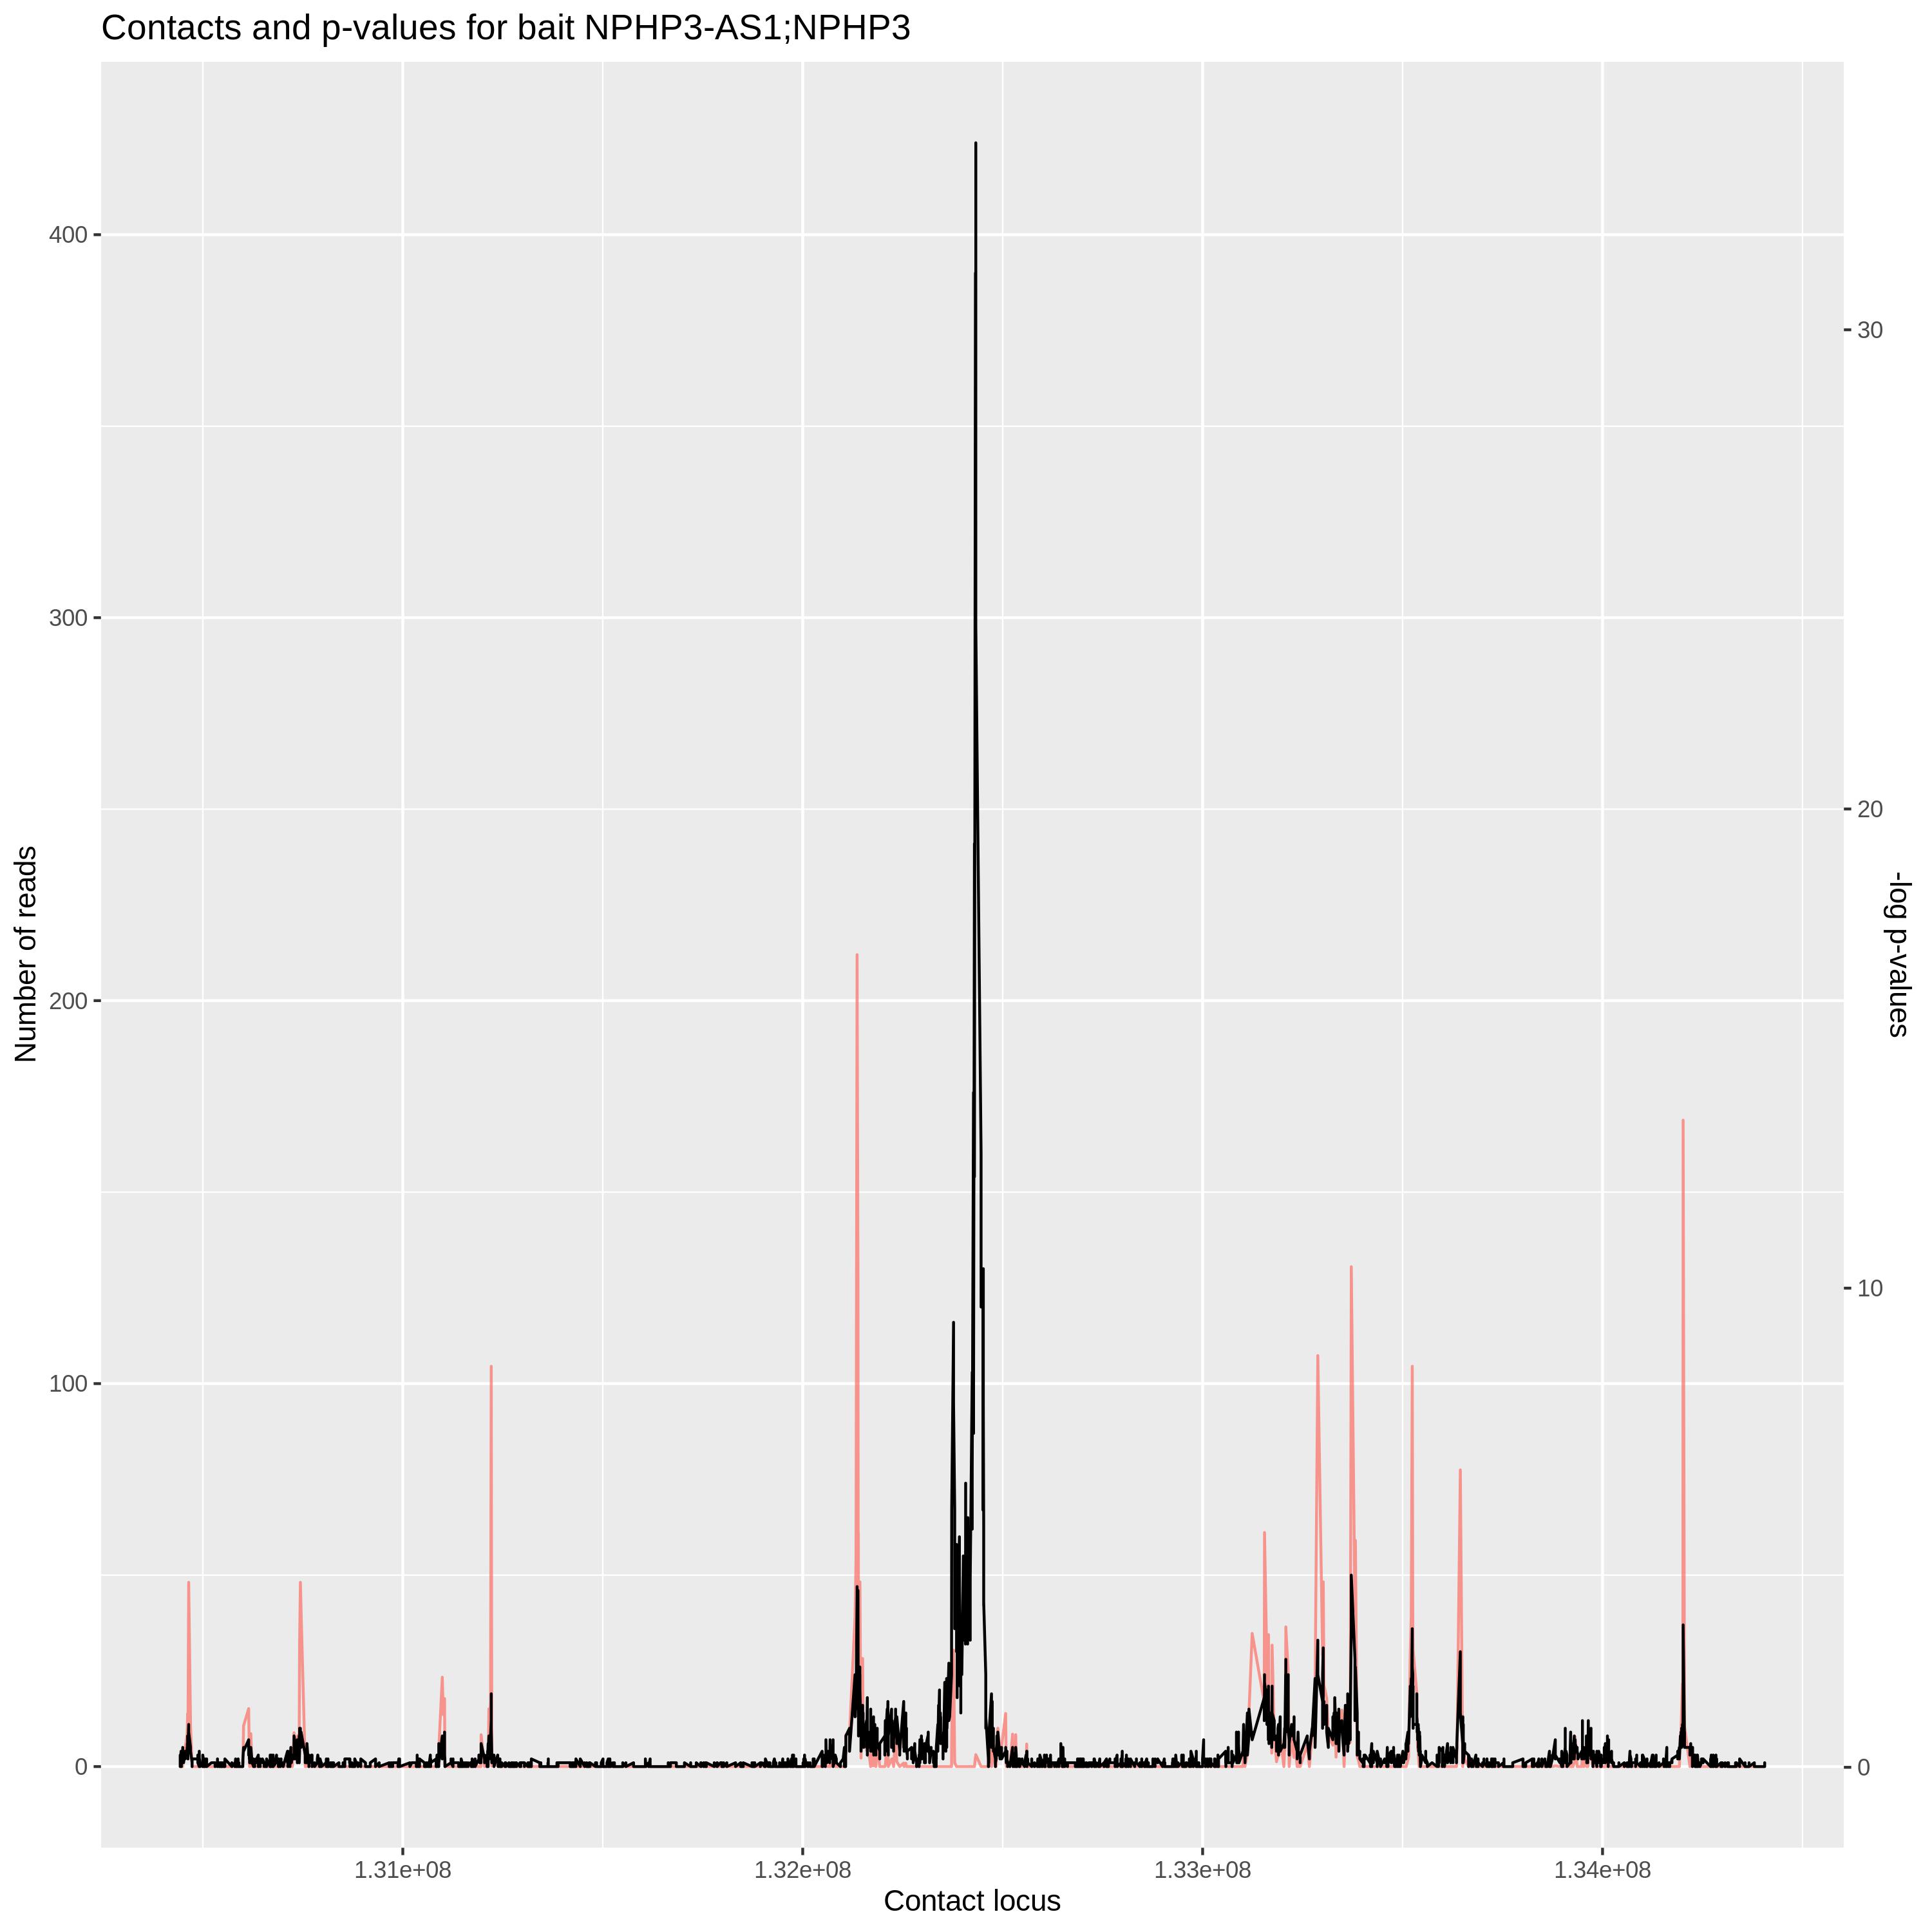 Contacts and p-values for bait NPHP3-AS1;NPHP3
400
300
200
100
0
Number of reads
30
20
10
0
-log p-values
1.31e+08
1.32e+08
1.33e+08
1.34e+08
Contact locus